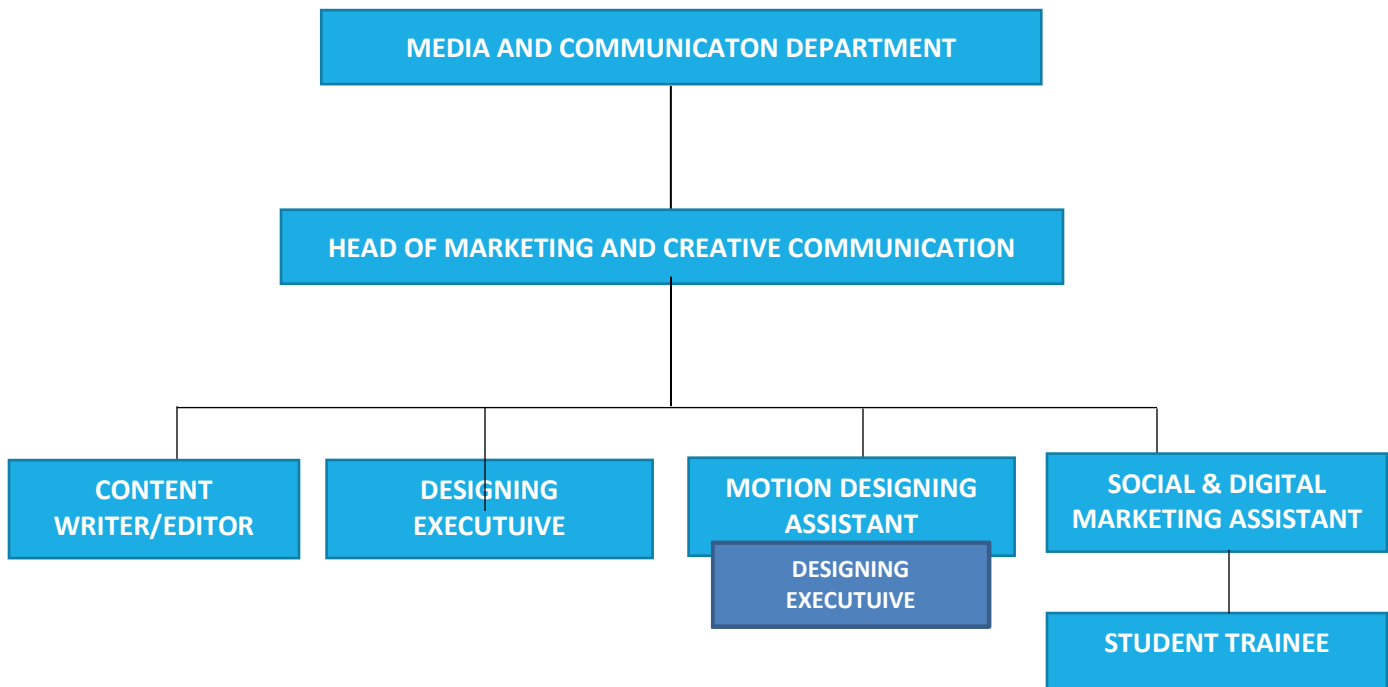 MEDIA AND COMMUNICATON DEPARTMENT
HEAD OF MARKETING AND CREATIVE COMMUNICATION
CONTENT
WRITER/EDITOR
DESIGNING
EXECUTUIVE
MOTION DESIGNING
ASSISTANT
DESIGNING
EXECUTUIVE
SOCIAL & DIGITAL
MARKETING ASSISTANT
STUDENT TRAINEE